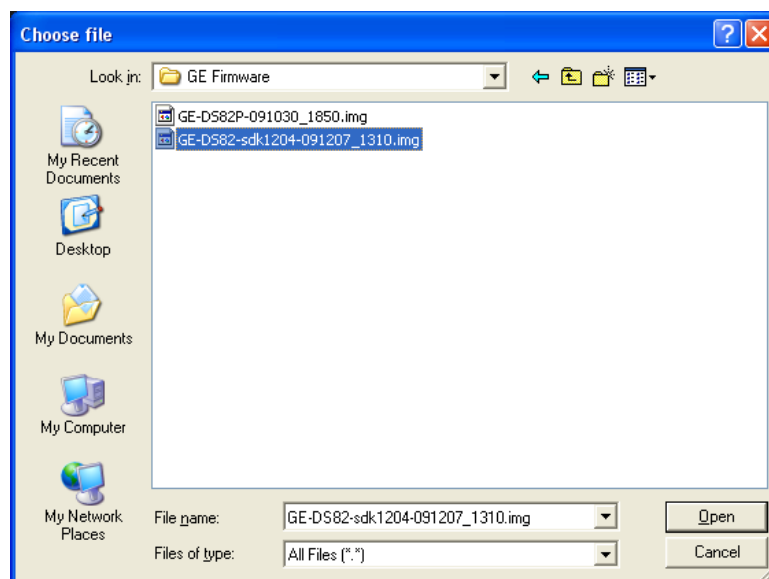 Choose file
Look in:
GE Firmware
GE-DS82P-091030_1850.img
GE-DS82-sdk1204-091207_1310.img
My Recent
Documents
Desktop
My Documents
My Computer
My Network
Places
File name:
GE-DS82-sdk1204-091207_1310.img
Open
Files of type:
All Files (*.*)
Cancel